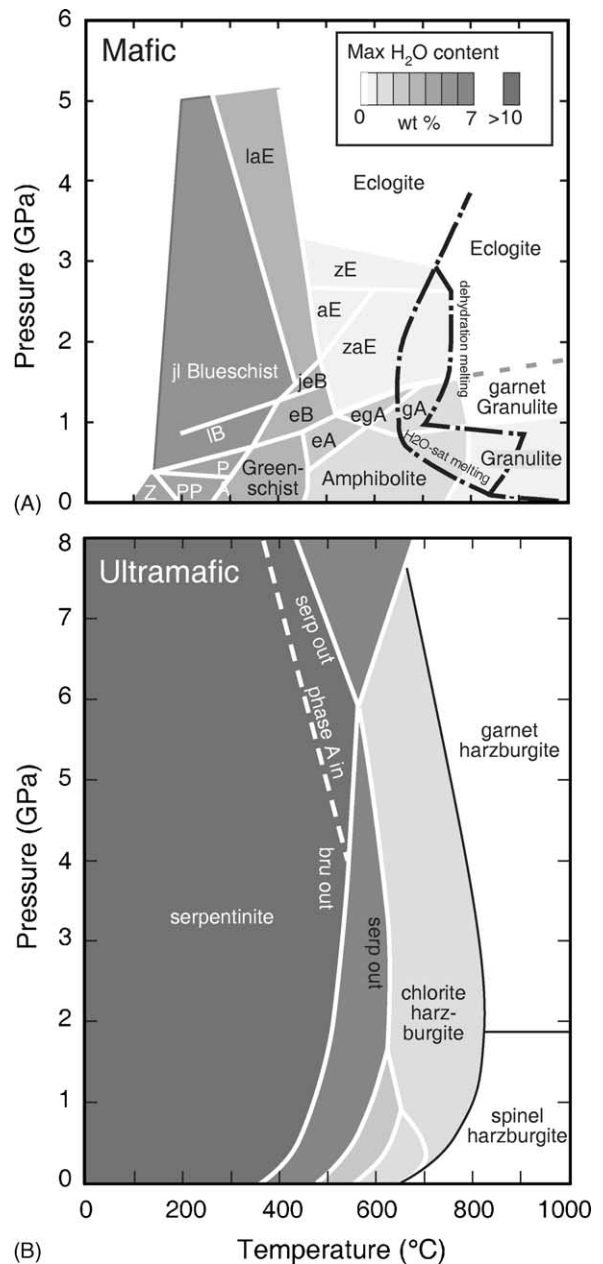 6
Mafic
Max H2O content
0 7 >10
wt %
5
laE
4
Eclogite
Eclogite
Pressure (GPa)
3
zE
aE
dehydration melting
zaE
2
jl Blueschist
jeB
garnet
Granulite
1
lB
eB
egA
gA
eA
H2O-sat melting
Granulite
P
Green-
schist
Amphibolite
Z
PP
A
0
(A)
8
Ultramafic
7
serp out
6
phase A in
garnet
harzburgite
5
Pressure (GPa)
4
bru out
serpentinite
serp out
3
chlorite
harz-
burgite
2
1
spinel
harzburgite
0
0 200 400 600 800 1000
(B)
Temperature (°C)